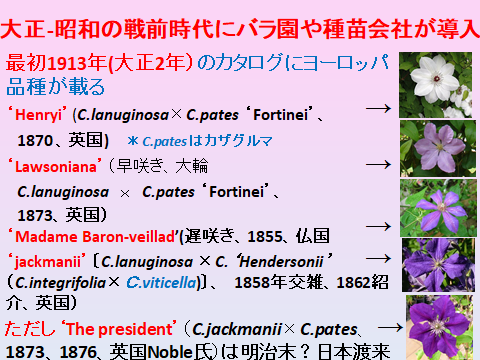 大正-昭和の戦前時代にバラ園や種苗会社が導入
最初1913年(大正2年）のカタログにヨーロッパ
品種が載る
‘Henryi’ (C.lanuginosa×C.pates ‘Fortinei’、 →
1870、英国) ＊C.patesはカザグルマ
‘Lawsoniana’（早咲き、大輪 →
C.lanuginosa × C.pates ‘Fortinei’、
1873、英国）
‘Madame Baron-veillad’(遅咲き、1855、仏国 →
‘jackmanii’〔C.lanuginosa ×C.‘Hendersonii’ →
（C.integrifolia×C.viticella)〕、 1858年交雑、1862紹
介、英国）
ただし‘The president’（C.jackmanii×C.pates、 →
1873、1876、英国Noble氏）は明治末？日本渡来